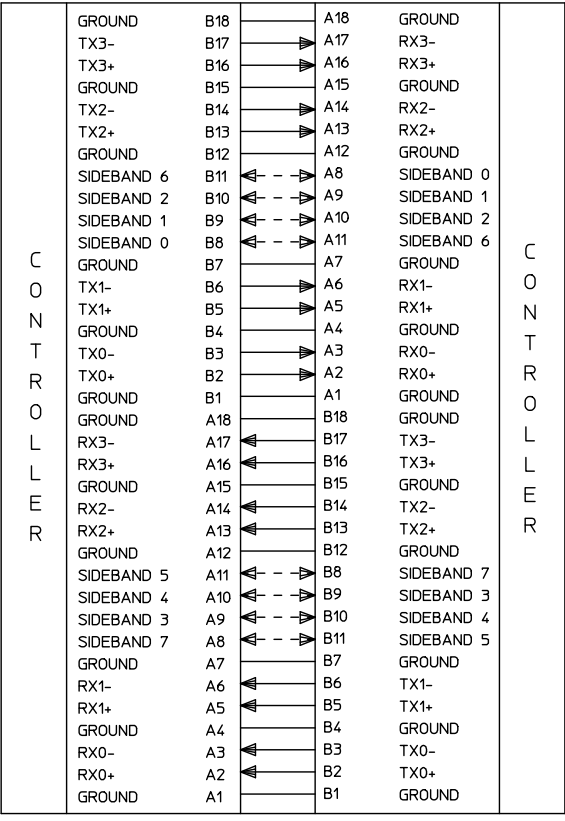 GROUND B18 A18 GROUND
TX3- B17 A17 RX3-
TX3+ B16 A16 RX3+
GROUND B15 A15 GROUND
TX2- B14 A14 RX2-
TX2+ B13 A13 RX2+
GROUND B12 A12 GROUND
SIDEBAND 6 B11 A8 SIDEBAND 0
SIDEBAND 2 B10 A9 SIDEBAND 1
SIDEBAND 1 B9 A10 SIDEBAND 2
SIDEBAND 0 B8 A11 SIDEBAND 6
GROUND B7 A7 GROUND
TX1- B6 A6 RX1-
TX1+ B5 A5 RX1+
GROUND B4 A4 GROUND
TX0- B3 A3 RX0-
TX0+ B2 A2 RX0+
GROUND B1 A1 GROUND
GROUND A18 B18 GROUND
RX3- A17 B17 TX3-
RX3+ A16 B16 TX3+
GROUND A15 B15 GROUND
RX2- A14 B14 TX2-
RX2+ A13 B13 TX2+
GROUND A12 B12 GROUND
SIDEBAND 5 A11 B8 SIDEBAND 7
SIDEBAND 4 A10 B9 SIDEBAND 3
SIDEBAND 3 A9 B10 SIDEBAND 4
SIDEBAND 7 A8 B11 SIDEBAND 5
GROUND A7 B7 GROUND
RX1- A6 B6 TX1-
RX1+ A5 B5 TX1+
GROUND A4 B4 GROUND
RX0- A3 B3 TX0-
RX0+ A2 B2 TX0+
GROUND A1 B1 GROUND
CONTROLLER
CONTROLLER